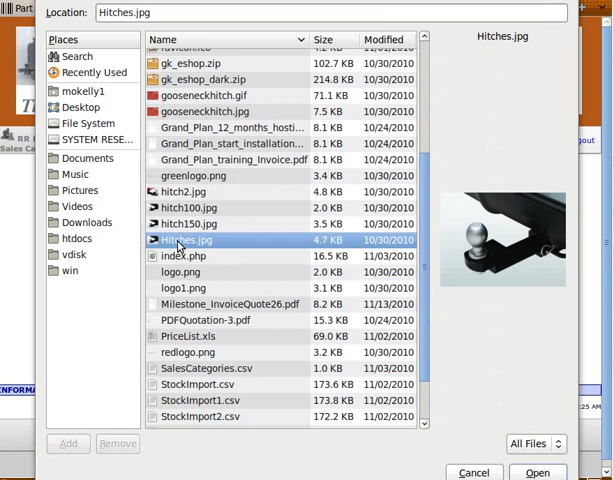 Part
Location: Hitches.jpg
Places
Name Size Modified
Hitches.jpg
Search
Recently Used
mokelly1
Desktop
File System
SYSTEM RESE...
Documents
Music
Pictures
Videos
Downloads
htdocs
vdisk
win
gk_eshop.zip 102.7 KB 10/30/2010
gk_eshop_dark.zip 214.8 KB 10/30/2010
gooseneckhitch.gif 71.1 KB 10/30/2010
gooseneckhitch.jpg 7.5 KB 10/30/2010
Grand_Plan_12_months_hosti... 8.1 KB 10/24/2010
Grand_Plan_start_installation... 8.1 KB 10/24/2010
Grand_Plan_training_Invoice.pdf 8.1 KB 10/24/2010
greenlogo.png 3.4 KB 10/30/2010
hitch2.jpg 4.8 KB 10/30/2010
hitch100.jpg 2.0 KB 10/30/2010
hitch150.jpg 3.5 KB 10/30/2010
Hitches.jpg 4.7 KB 10/30/2010
index.php 16.5 KB 11/03/2010
logo.png 2.0 KB 10/30/2010
logo1.png 3.1 KB 10/30/2010
Milestone_InvoiceQuote26.pdf 8.2 KB 11/13/2010
PDFQuotation-3.pdf 15.3 KB 10/24/2010
PriceList.xls 69.0 KB 11/02/2010
redlogo.png 3.2 KB 10/30/2010
SalesCategories.csv 1.0 KB 11/03/2010
StockImport.csv 173.6 KB 11/02/2010
StockImport1.csv 173.8 KB 11/02/2010
StockImport2.csv 172.2 KB 11/02/2010
Add Remove
All Files
Cancel Open
RR
Sales Ca
gout
INFORMA
:25 AM